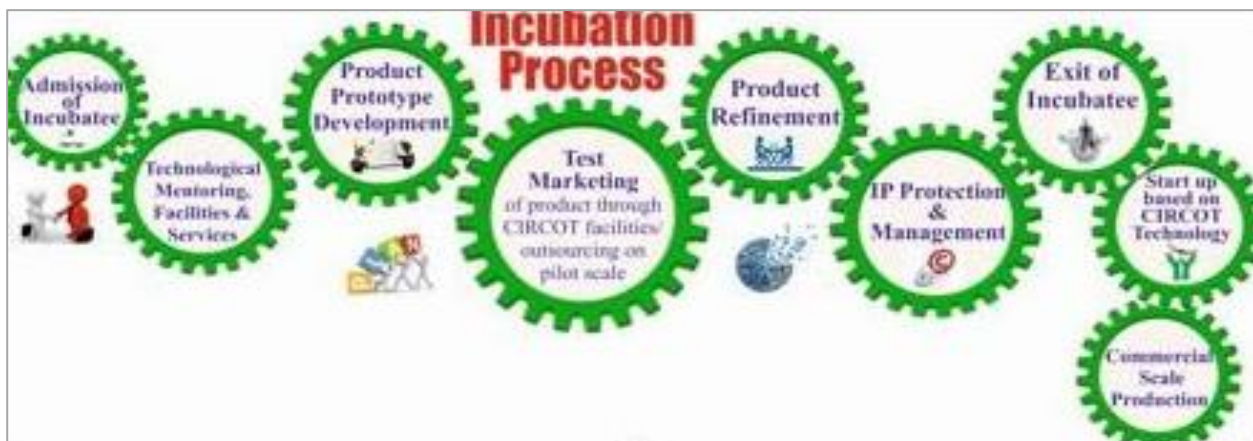 Incubation
Process
Admission
of
Incubatee
Technological
Mentoring,
Facilities &
Services
Product
Prototype
Development
Test
Marketing
of product through
CIRCOT facilities/
outsourcing on
pilot scale
Product
Refinement
IP Protection
&
Management
©
Exit of
Incubatee
Start up
based on
CIRCOT
Technology
Commercial
Scale
Production